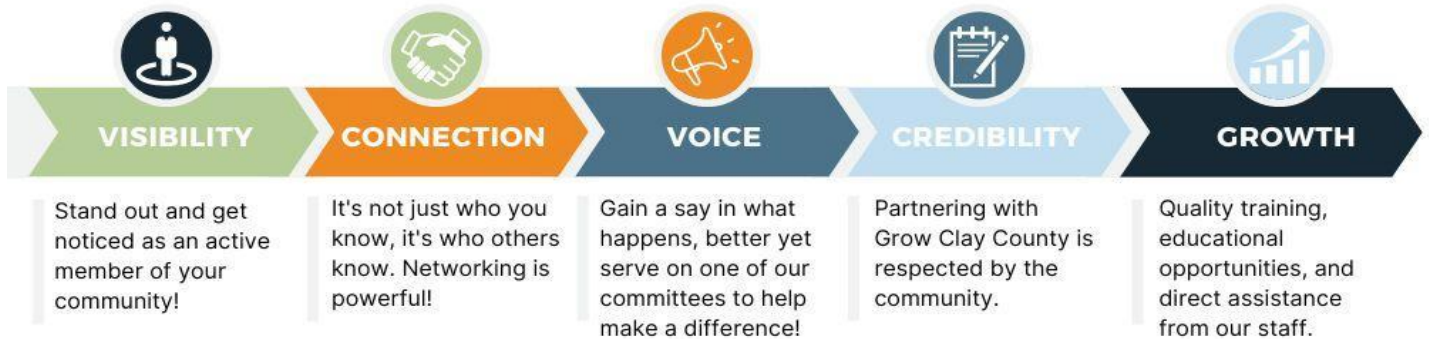 VISIBILITY
Stand out and get
noticed as an active
member of your
community!
CONNECTION
It's not just who you
know, it's who others
know. Networking is
powerful!
VOICE
Gain a say in what
happens, better yet
serve on one of our
committees to help
make a difference!
CREDIBILITY
Partnering with
Grow Clay County is
respected by the
community.
GROWTH
Quality training,
educational
opportunities, and
direct assistance
from our staff.